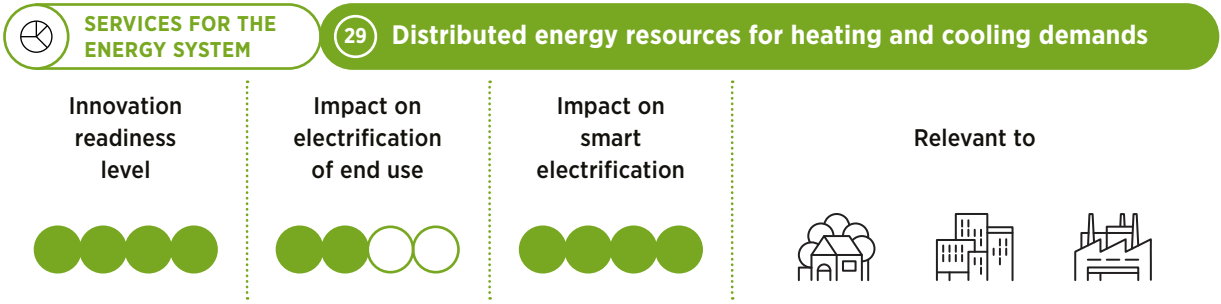 SERVICES FOR THE
ENERGY SYSTEM
29 Distributed energy resources for heating and cooling demands
Innovation
readiness
level
Impact on
electrification
of end use
Impact on
smart
electrification
Relevant to